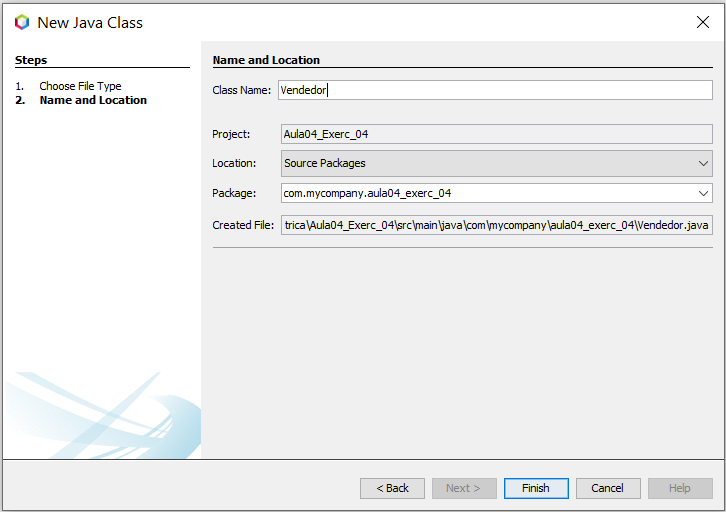 New Java Class
Steps
1. Choose File Type
2. Name and Location
Name and Location
Class Name: Vendedor
Project: Aula04_Exerc_04
Location: Source Packages
Package: com.mycompany.aula04_exerc_04
Created File: trica\Aula04_Exerc_04\src\main\java\com\mycompany\aula04_exerc_04\Vendedor.java
< Back Next > Finish Cancel Help